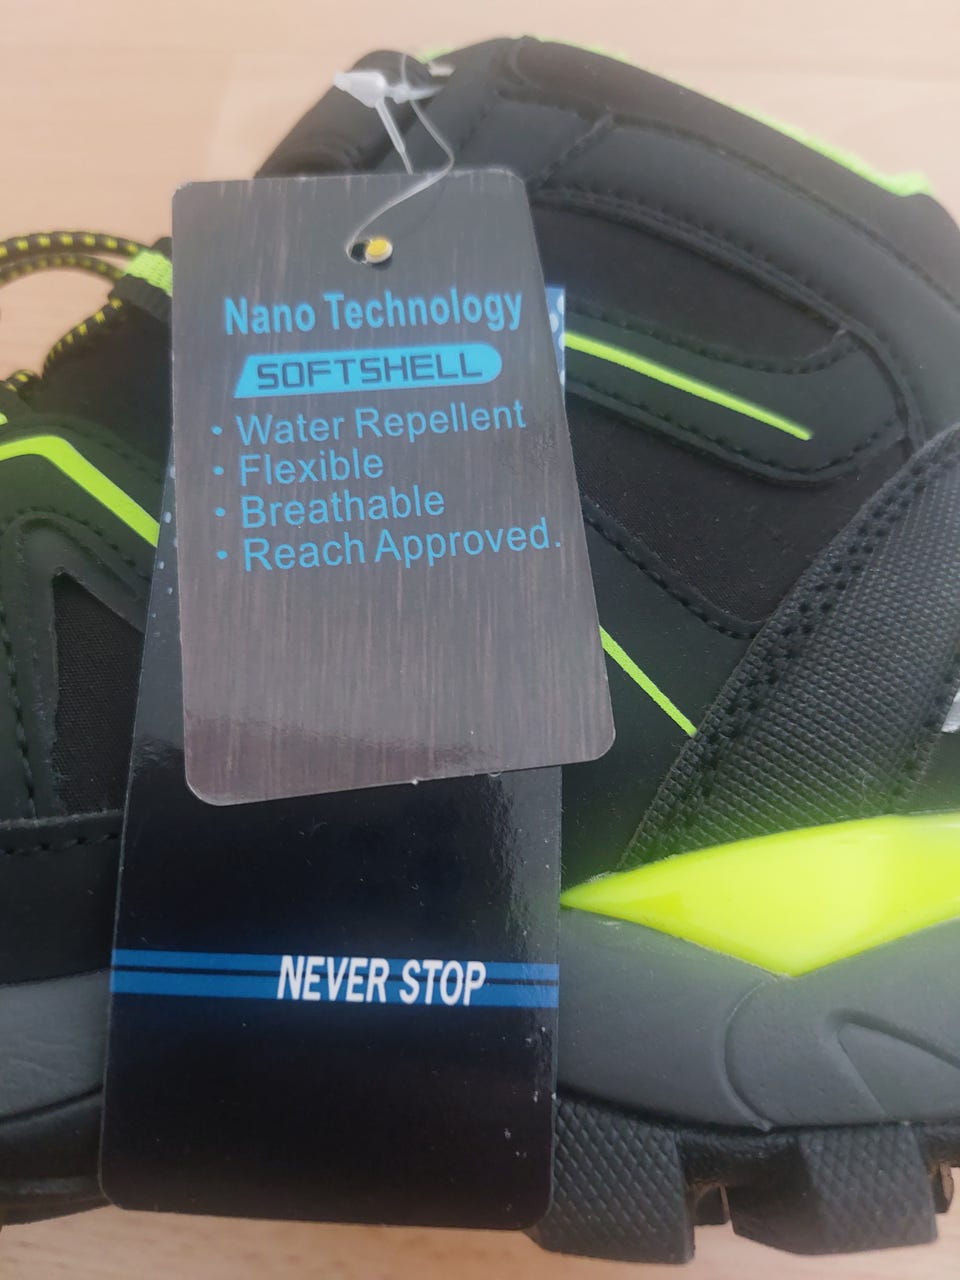 Nano Technology
SOFTSHELL
• Water Repellent
• Flexible
• Breathable
• Reach Approved.
NEVER STOP